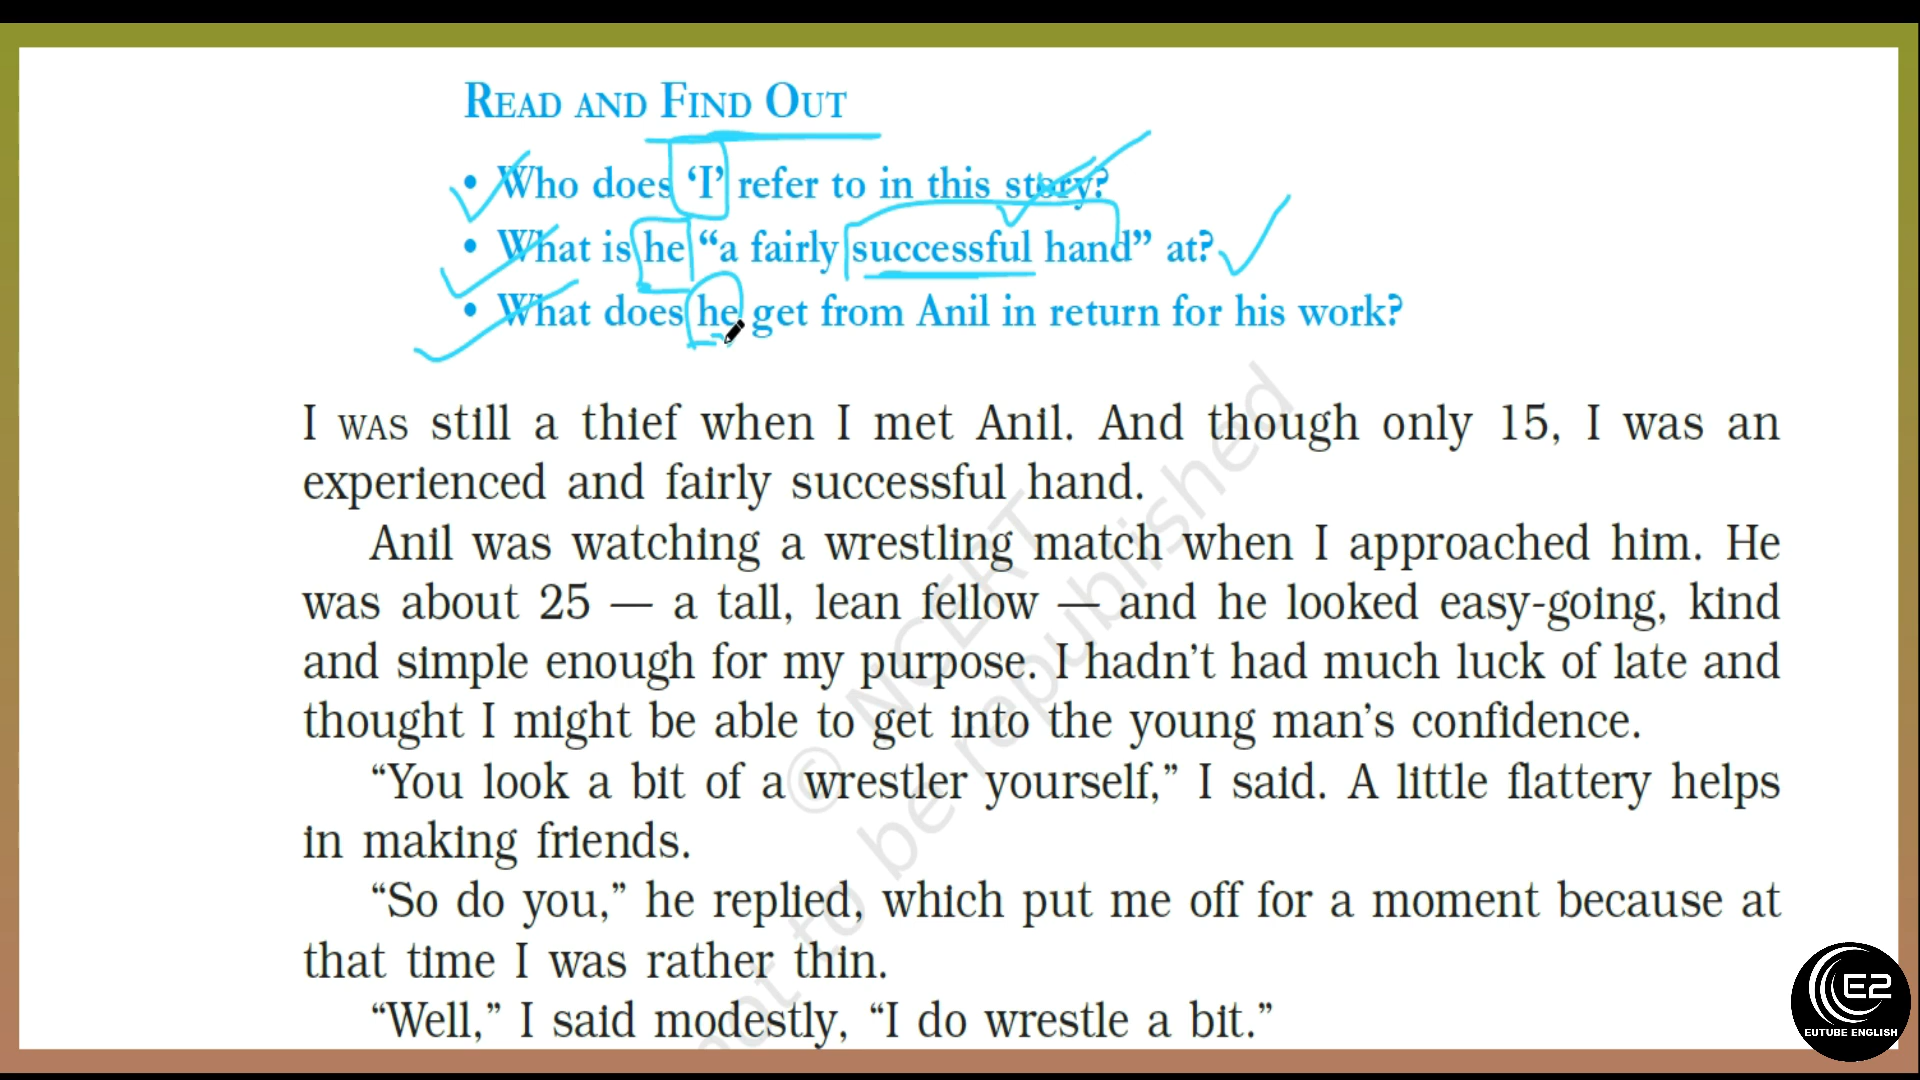 READ AND FIND OUT
• Who does ‘I’ refer to in this story?
• What is he “a fairly successful hand” at?
• What does he get from Anil in return for his work?
I WAS still a thief when I met Anil. And though only 15, I was an
experienced and fairly successful hand.
Anil was watching a wrestling match when I approached him. He
was about 25 — a tall, lean fellow — and he looked easy-going, kind
and simple enough for my purpose. I hadn’t had much luck of late and
thought I might be able to get into the young man’s confidence.
“You look a bit of a wrestler yourself,” I said. A little flattery helps
in making friends.
“So do you,” he replied, which put me off for a moment because at
that time I was rather thin.
“Well,” I said modestly, “I do wrestle a bit.”
© NCERT
not to be republished
E2
EUTUBE ENGLISH